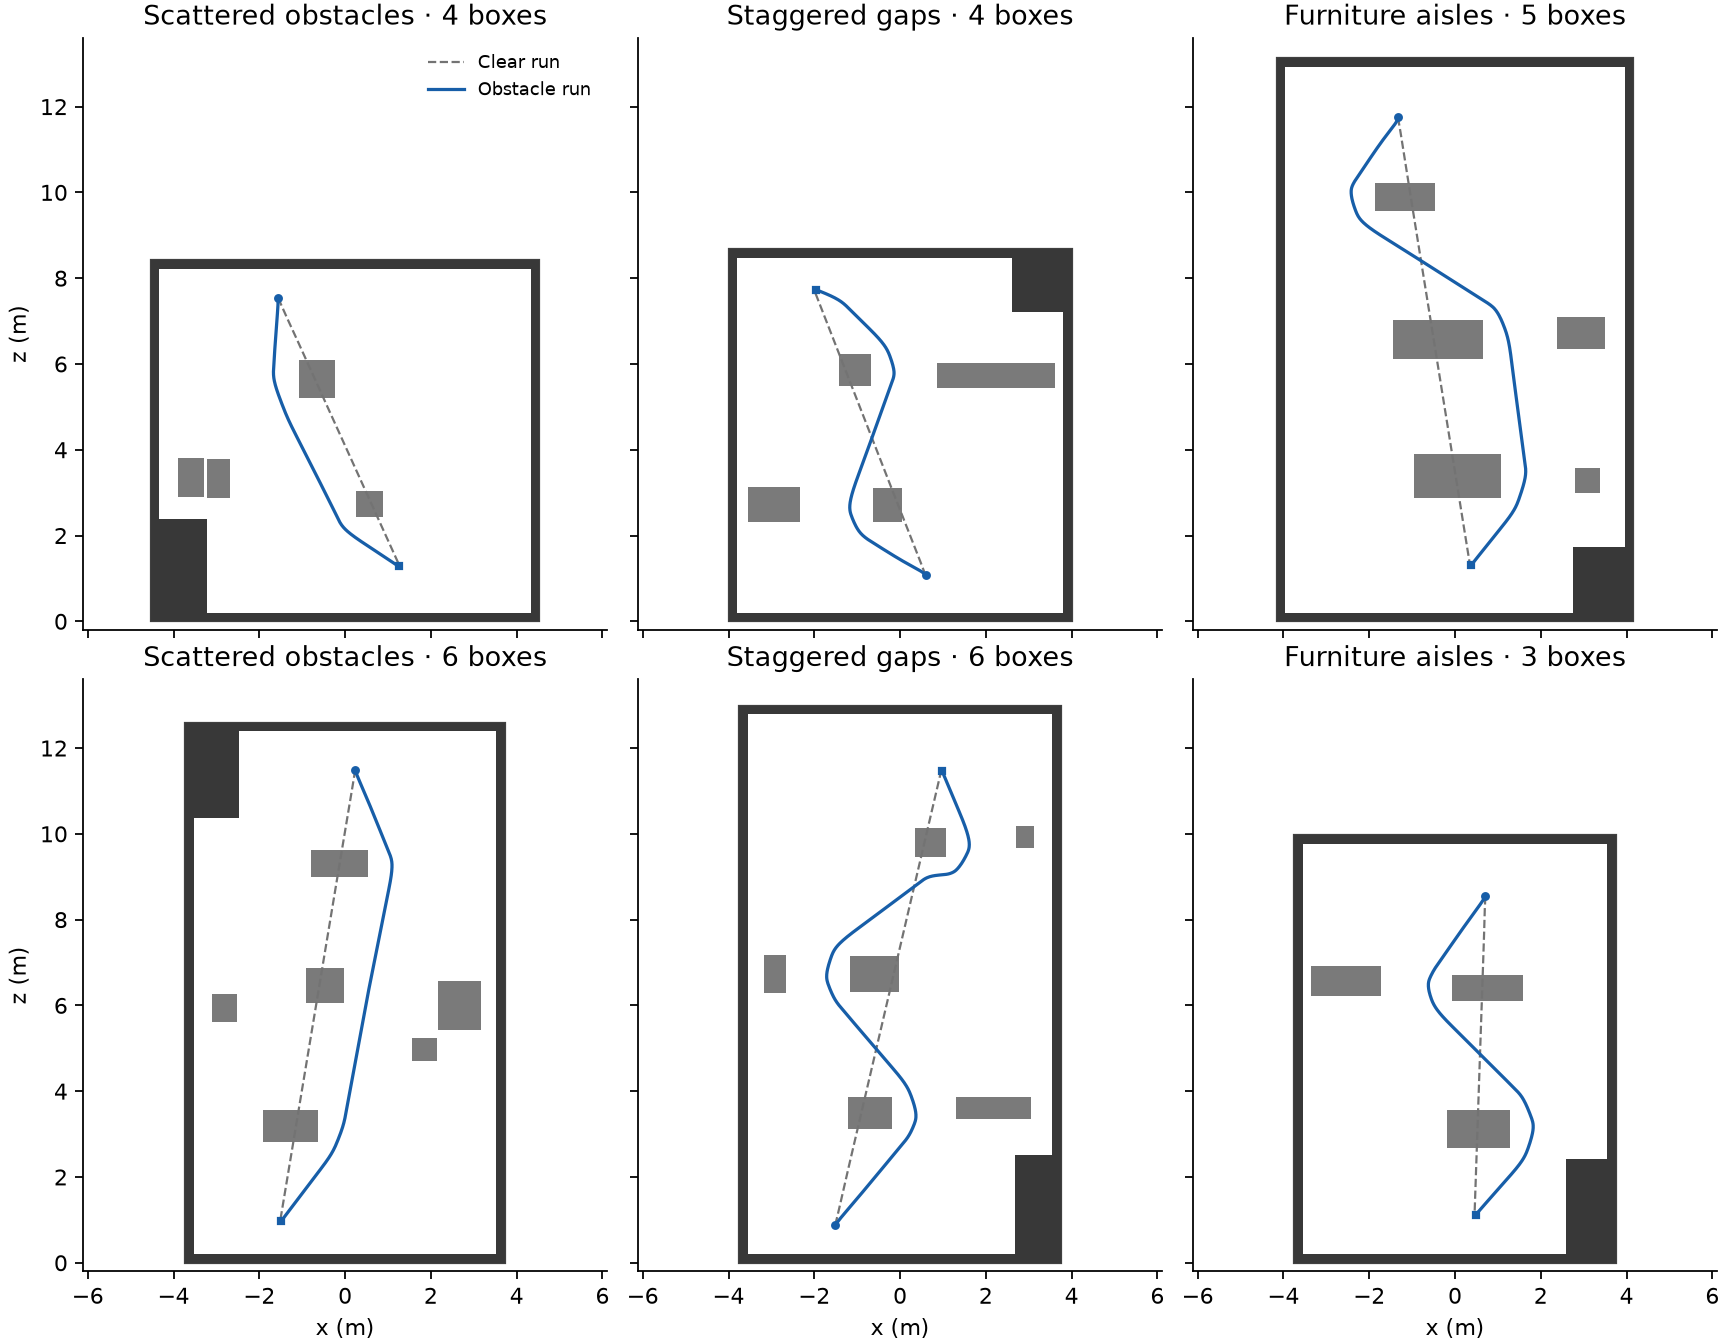 Scattered obstacles · 4 boxes
Staggered gaps · 4 boxes
Furniture aisles · 5 boxes
Clear run
Obstacle run
12
10
8
6
4
2
0
z (m)
Scattered obstacles · 6 boxes
Staggered gaps · 6 boxes
Furniture aisles · 3 boxes
12
10
8
6
4
2
0
z (m)
−6 −4 −2 0 2 4 6
−6 −4 −2 0 2 4 6
−6 −4 −2 0 2 4 6
x (m)
x (m)
x (m)